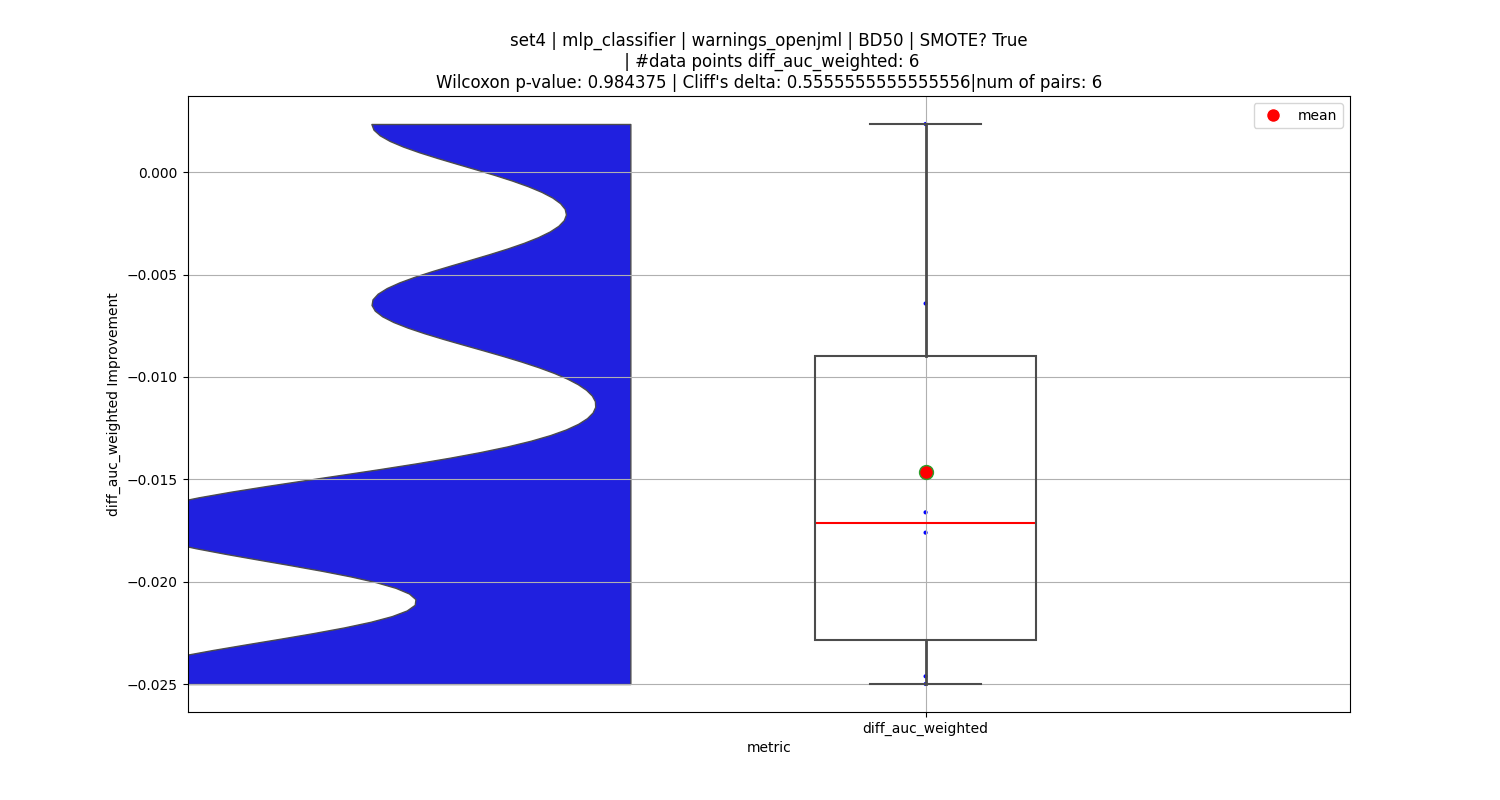 set4 | mlp_classifier | warnings_openjml | BD50 | SMOTE? True
| #data points diff_auc_weighted: 6
Wilcoxon p-value: 0.984375 | Cliff's delta: 0.5555555555555556|num of pairs: 6
mean
0.000
−0.005
−0.010
−0.015
−0.020
−0.025
diff_auc_weighted Improvement
diff_auc_weighted
metric